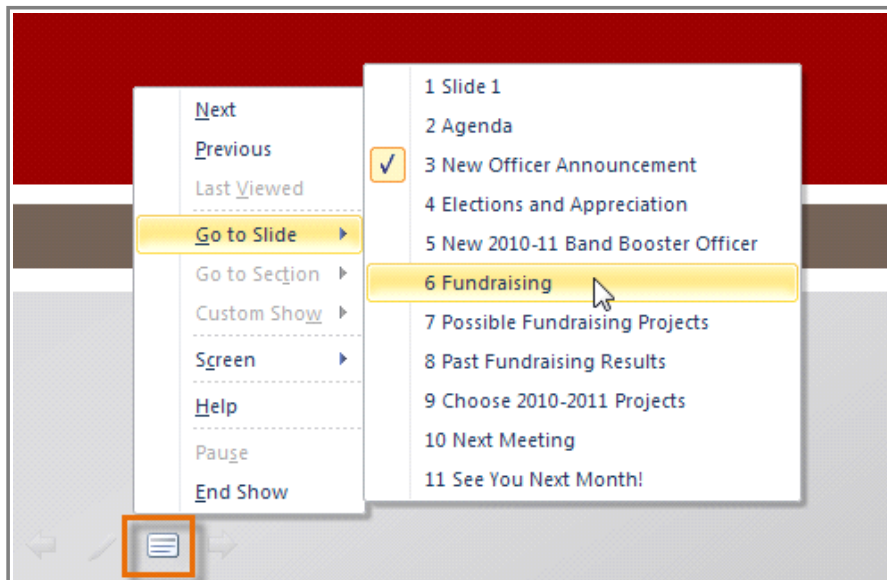 Next
Previous
Last Viewed
Go to Slide
Go to Section
Custom Show
Screen
Help
Pause
End Show
1 Slide 1
2 Agenda
3 New Officer Announcement
4 Elections and Appreciation
5 New 2010-11 Band Booster Officer
6 Fundraising
7 Possible Fundraising Projects
8 Past Fundraising Results
9 Choose 2010-2011 Projects
10 Next Meeting
11 See You Next Month!